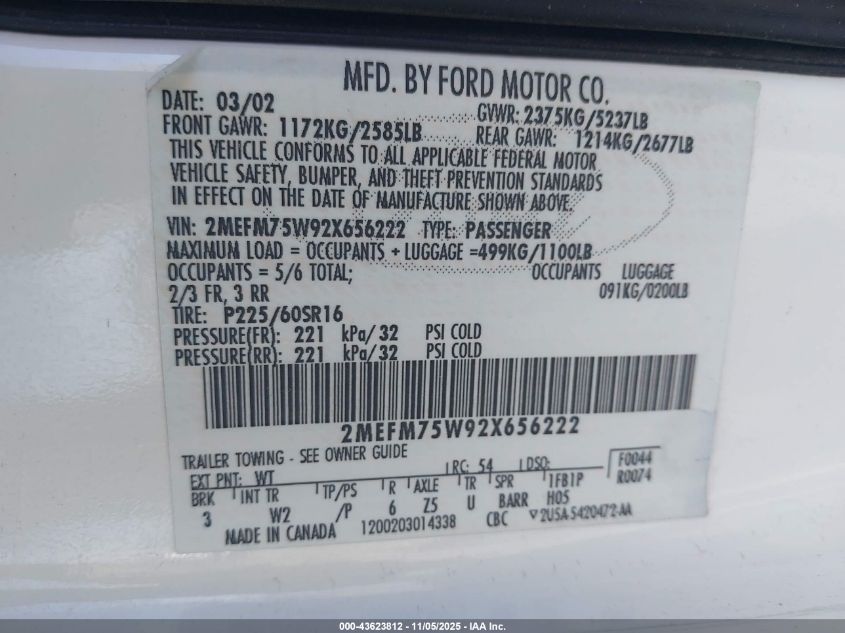 MFD. BY FORD MOTOR CO.
DATE: 03/02 GVWR: 2375KG/5237LB
FRONT GAWR: 1172KG/2585LB REAR GAWR: 1214KG/2677LB
THIS VEHICLE CONFORMS TO ALL APPLICABLE FEDERAL MOTOR
VEHICLE SAFETY, BUMPER, AND THEFT PREVENTION STANDARDS
IN EFFECT ON THE DATE OF MANUFACTURE SHOWN ABOVE.
VIN: 2MEFM75W92X656222 TYPE: PASSENGER
MAXIMUM LOAD = OCCUPANTS + LUGGAGE =499KG/1100LB
OCCUPANTS = 5/6 TOTAL; OCCUPANTS LUGGAGE
2/3 FR, 3 RR 091KG/0200LB
TIRE: P225/60SR16
PRESSURE(FR): 221 kPa/32 PSI COLD
PRESSURE(RR): 221 kPa/32 PSI COLD
2MEFM75W92X656222
TRAILER TOWING - SEE OWNER GUIDE
EXT PNT: WT RC: 54 DSO: F0044
BRK INT TR TP/PS R AXLE TR SPR 1FB1P R0074
3 W2 /P 6 Z5 U BARR H05
MADE IN CANADA 1200203014338 CBC 2U5A-5420472-AA
000-43623812 - 11/05/2025 - IAA Inc.